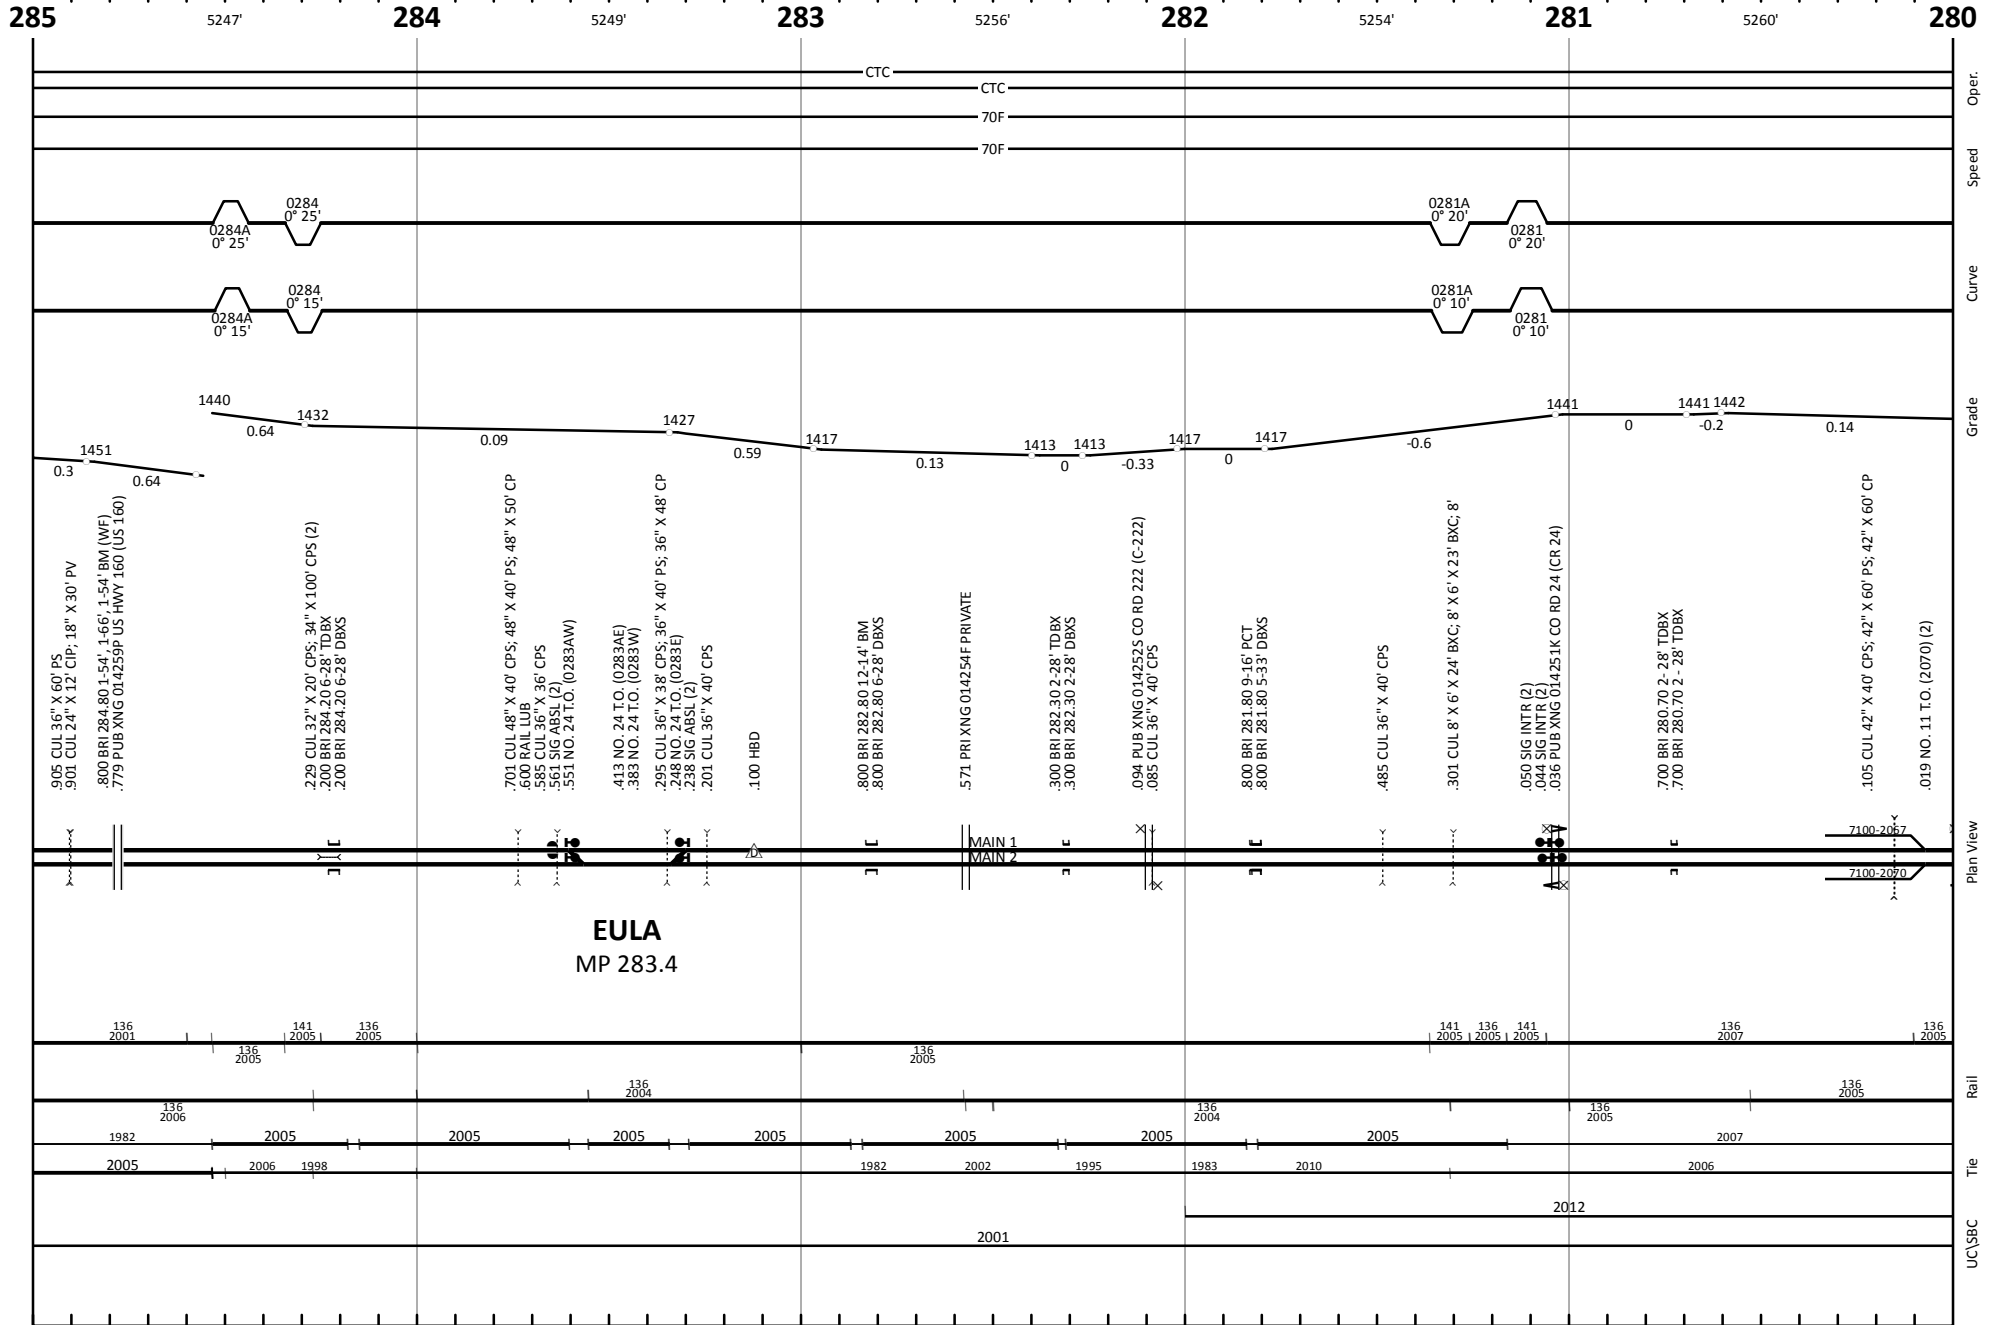 285 5247' 284 5249' 283 5256' 282 5254' 281 5260' 280
CTC
CTC
Oper.
70F
70F
Speed
0284
0° 25'
0284A
0° 25'
0281A
0° 20'
0281
0° 20'
0284
0° 15'
0284A
0° 15'
0281A
0° 10'
0281
0° 10'
Curve
1451 1440 1432 1427 1417 1413 1413 1417 1417 1441 1441 1442
0.3 0.64 0.64 0.09 0.59 0.13 0 -0.33 0 -0.6 0 -0.2 0.14
Grade
.905 CUL 36" X 60' PS
.901 CUL 24" X 12' CIP; 18" X 30' PV
.800 BRI 284.80 1-54', 1-66', 1-54' BM (WF)
.779 PUB XNG 014259P US HWY 160 (US 160)
.229 CUL 32" X 20' CPS; 34" X 100' CPS (2)
.200 BRI 284.20 6-28' TDBX
.200 BRI 284.20 6-28' DBXS
.701 CUL 48" X 40' CPS; 48" X 40' PS; 48" X 50' CP
.600 RAIL LUB
.585 CUL 36" X 36' CPS
.561 SIG ABSL (2)
.551 NO. 24 T.O. (0283AW)
.413 NO. 24 T.O. (0283AE)
.383 NO. 24 T.O. (0283W)
.295 CUL 36" X 38' CPS; 36" X 40' PS; 36" X 48' CP
.248 NO. 24 T.O. (0283E)
.238 SIG ABSL (2)
.201 CUL 36" X 40' CPS
.100 HBD
.800 BRI 282.80 12-14' BM
.800 BRI 282.80 6-28' DBXS
.571 PRI XNG 014254F PRIVATE
.300 BRI 282.30 2-28' TDBX
.300 BRI 282.30 2-28' DBXS
.094 PUB XNG 014252S CO RD 222 (C-222)
.085 CUL 36" X 40' CPS
.800 BRI 281.80 9-16' PCT
.800 BRI 281.80 5-33' DBXS
.485 CUL 36" X 40' CPS
.301 CUL 8' X 6' X 24' BXC; 8' X 6' X 23' BXC; 8'
.050 SIG INTR (2)
.044 SIG INTR (2)
.036 PUB XNG 014251K CO RD 24 (CR 24)
.700 BRI 280.70 2- 28' TDBX
.700 BRI 280.70 2 - 28' TDBX
.105 CUL 42" X 40' CPS; 42" X 60' PS; 42" X 60' CP
.019 NO. 11 T.O. (2070) (2)
D
MAIN 1
MAIN 2
7100-2067
7100-2070
Plan View
EULA
MP 283.4
136
2001
136
2005
141
2005
136
2005
136
2005
141
2005
136
2005
141
2005
136
2007
136
2005
136
2006
136
2004
136
2004
136
2005
136
2005
Rail
1982 2005 2005 2005 2005 2005 2005 2005 2007
2005 2006 1998 1982 2002 1995 1983 2010 2006
Tie
2012
2001
UC\SBC